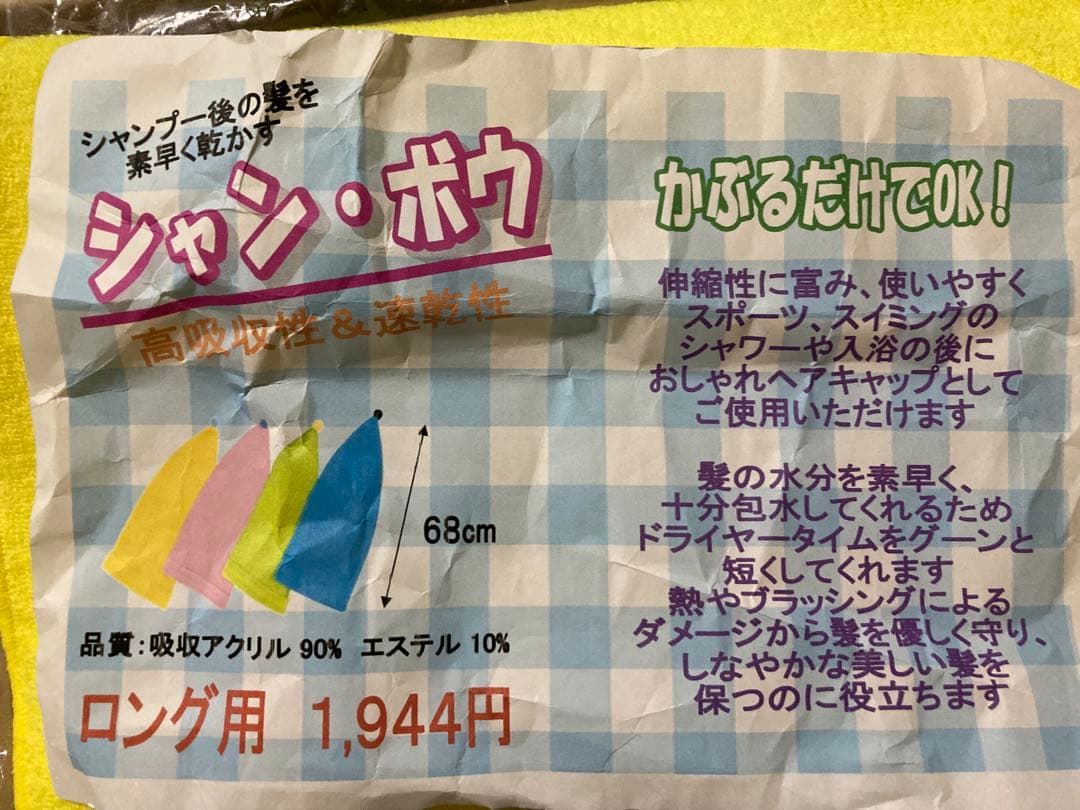 シャンプー後の髪を
素早く乾かす
シャン・ボウ
高吸収性＆速乾性
68cm
品質：吸収アクリル 90% エステル 10%
ロング用 1,944円
かぶるだけでOK！
伸縮性に富み、使いやすく
スポーツ、スイミングの
シャワーや入浴の後に
おしゃれヘアキャップとして
ご使用いただけます
髪の水分を素早く、
十分包水してくれるため
ドライヤータイムをグーンと
短くしてくれます
熱やブラッシングによる
ダメージから髪を優しく守り、
しなやかな美しい髪を
保つのに役立ちます